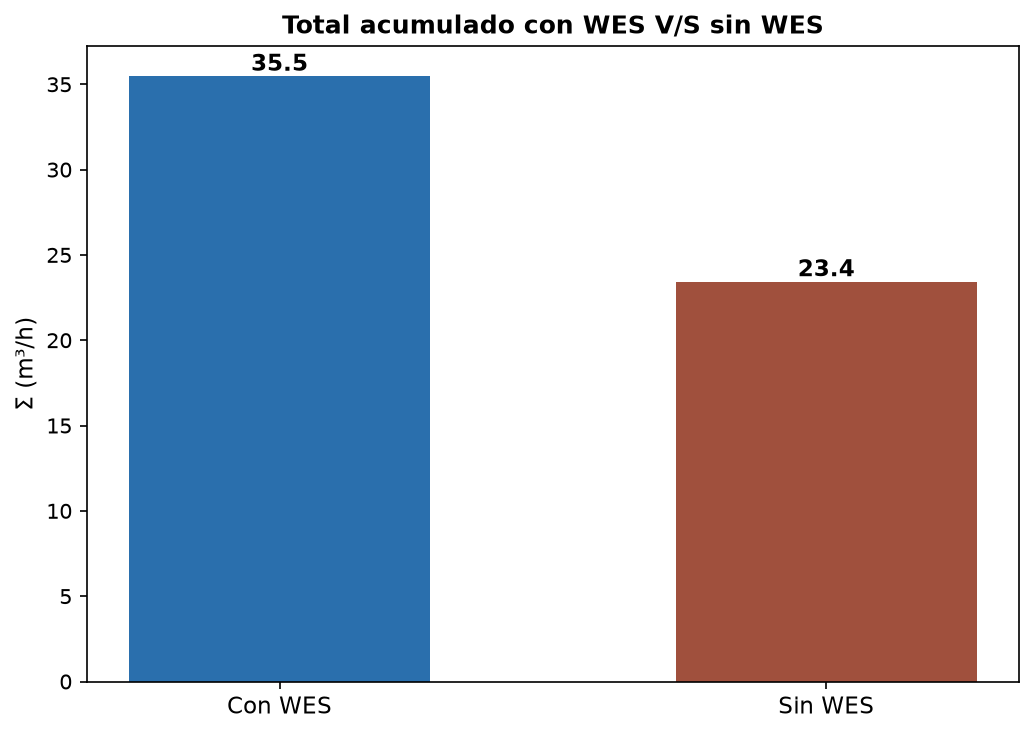 Total acumulado con WES V/S sin WES
35.5
23.4
Σ (m³/h)
35
30
25
20
15
10
5
0
Con WES
Sin WES